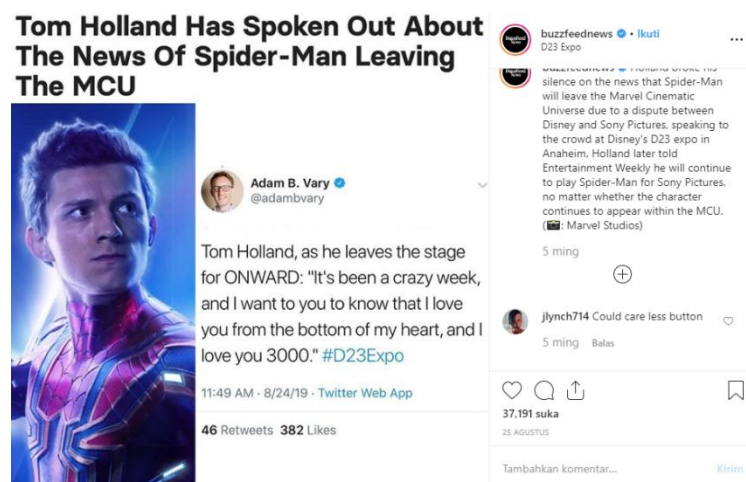 Tom Holland Has Spoken Out About
The News Of Spider-Man Leaving
The MCU
Adam B. Vary
@adambvary
Tom Holland, as he leaves the stage
for ONWARD: "It's been a crazy week,
and I want to you to know that I love
you from the bottom of my heart, and I
love you 3000." #D23Expo
11:49 AM - 8/24/19 - Twitter Web App
46 Retweets 382 Likes
buzzfeednews • Ikuti
D23 Expo
buzzfeednews Holland broke his
silence on the news that Spider-Man
will leave the Marvel Cinematic
Universe due to a dispute between
Disney and Sony Pictures, speaking to
the crowd at Disney's D23 expo in
Anaheim. Holland later told
Entertainment Weekly he will continue
to play Spider-Man for Sony Pictures,
no matter whether the character
continues to appear within the MCU.
(📷: Marvel Studios)
5 ming
jlynch714 Could care less button
5 ming Balas
37,191 suka
25 AGUSTUS
Tambahkan komentar... Kirim